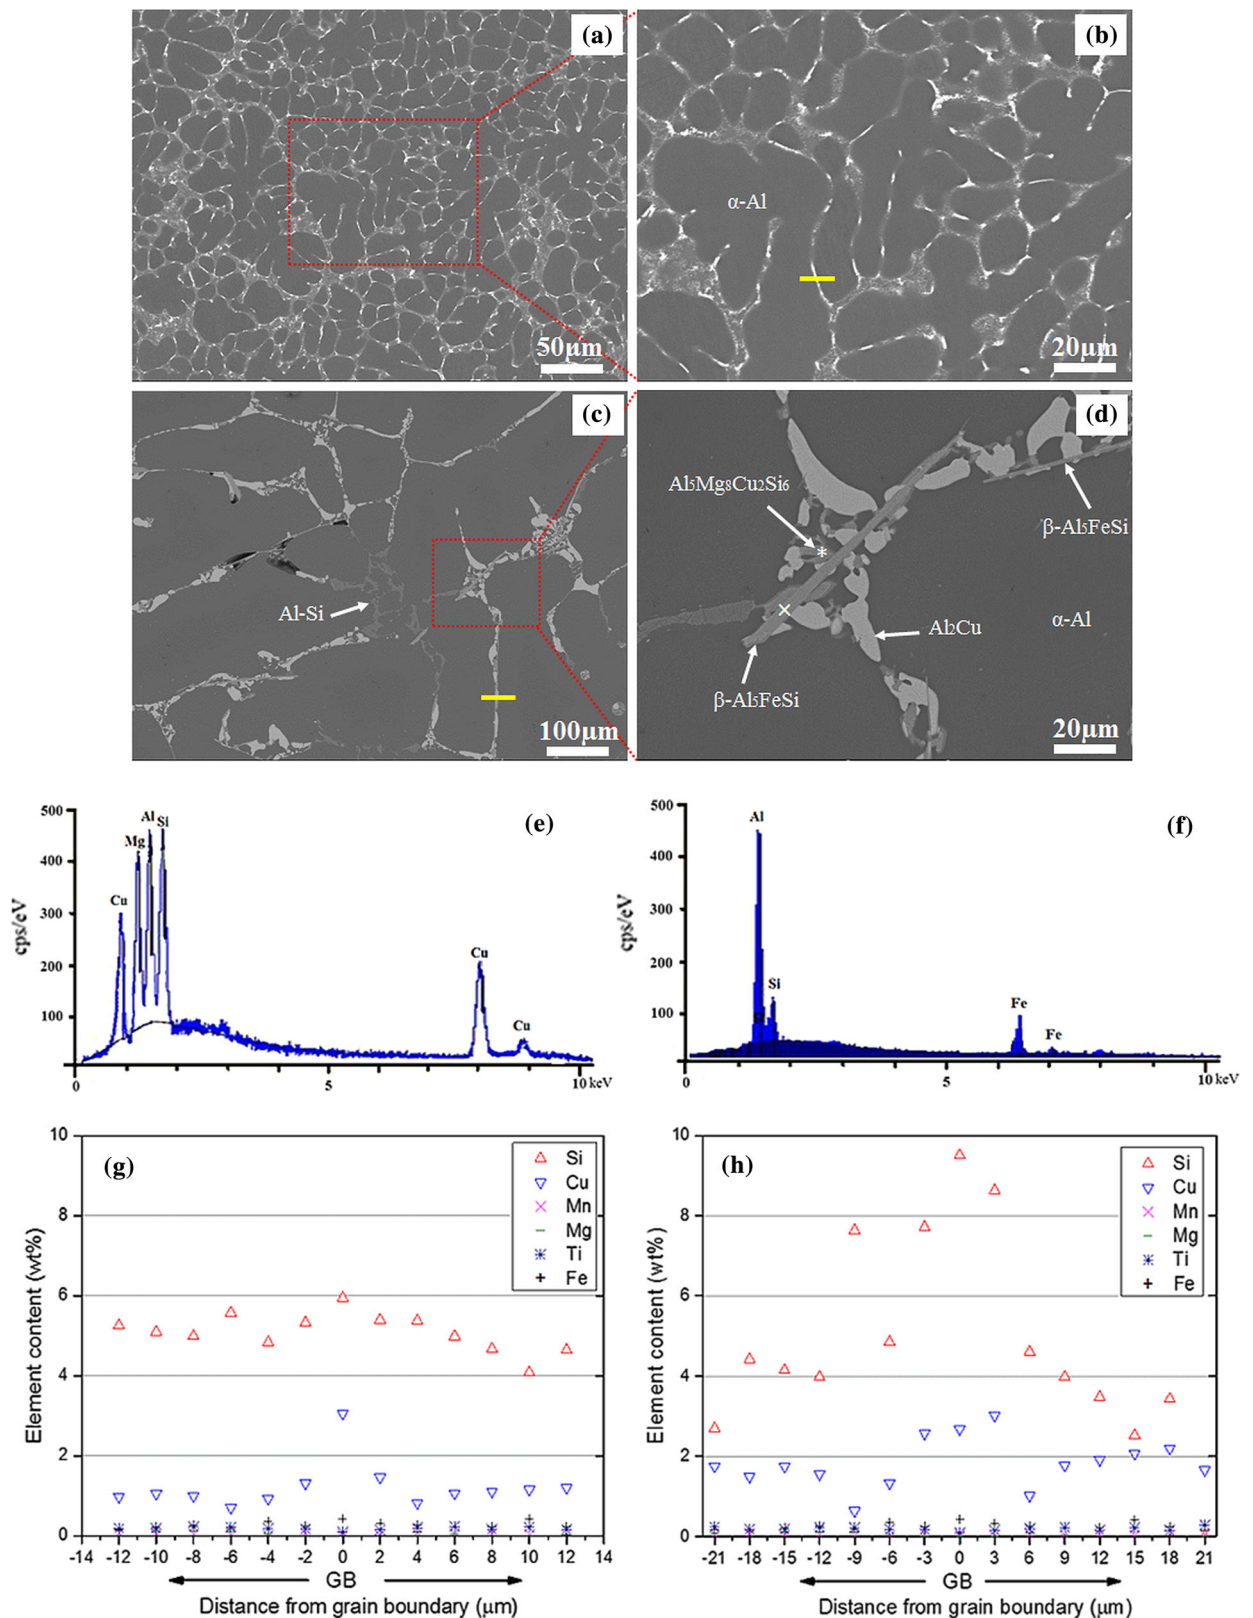 (a)
50μm
(b)
α-Al
20μm
(c)
Al-Si
100μm
(d)
Al₅Mg₈Cu₂Si₆
β-Al₅FeSi
Al₂Cu
α-Al
β-Al₅FeSi
20μm
(e)
cps/eV
500
400
300
200
100
Cu
Mg
Al
Si
Cu
Cu
0
5
10 keV
(f)
cps/eV
500
400
300
200
100
Al
Si
Fe
Fe
0
5
10 keV
(g)
Element content (wt%)
10
8
6
4
2
0
Si
Cu
Mn
Mg
Ti
Fe
-14 -12 -10 -8 -6 -4 -2 0 2 4 6 8 10 12 14
GB
Distance from grain boundary (μm)
(h)
Element content (wt%)
10
8
6
4
2
0
Si
Cu
Mn
Mg
Ti
Fe
-21 -18 -15 -12 -9 -6 -3 0 3 6 9 12 15 18 21
GB
Distance from grain boundary (μm)